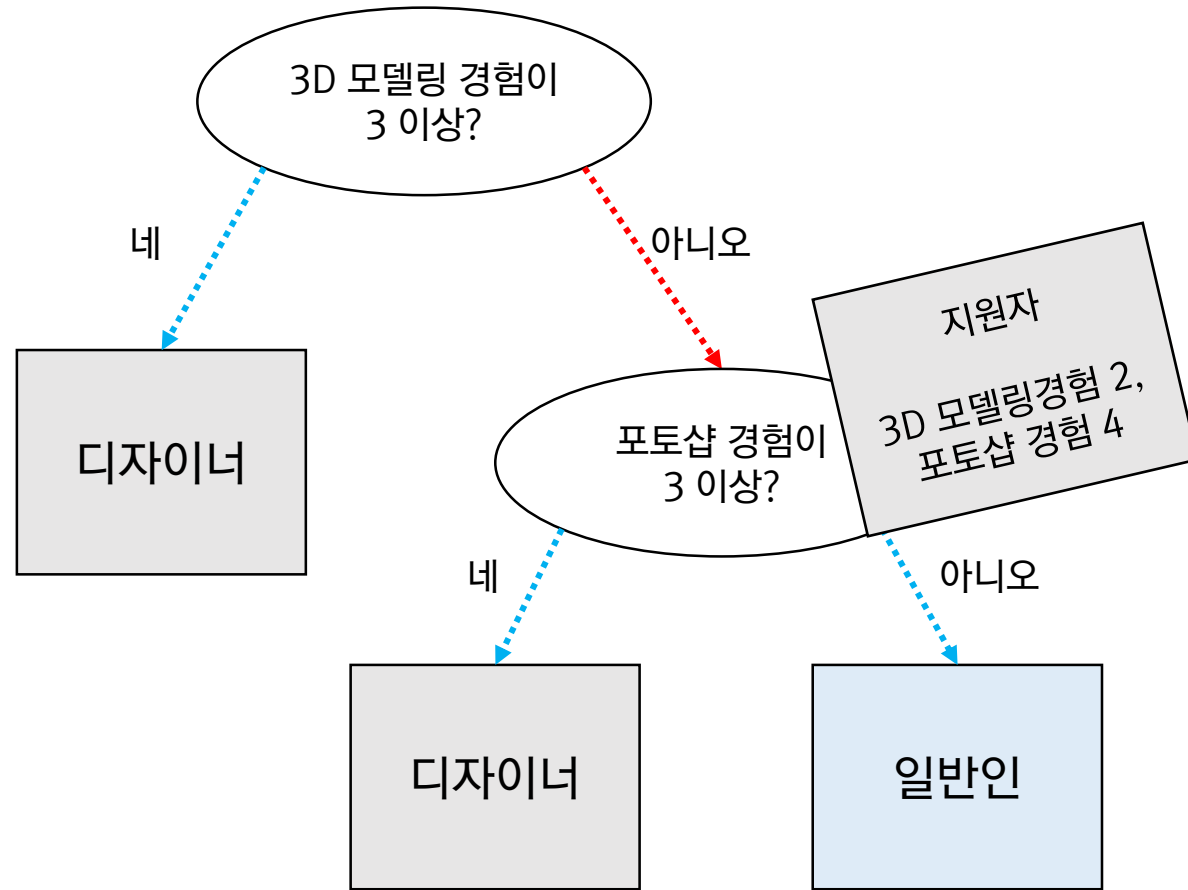 3D 모델링 경험이
3 이상?
네
아니오
지원자
3D 모델링경험 2,
포토샵 경험 4
디자이너
포토샵 경험이
3 이상?
네
아니오
디자이너
일반인